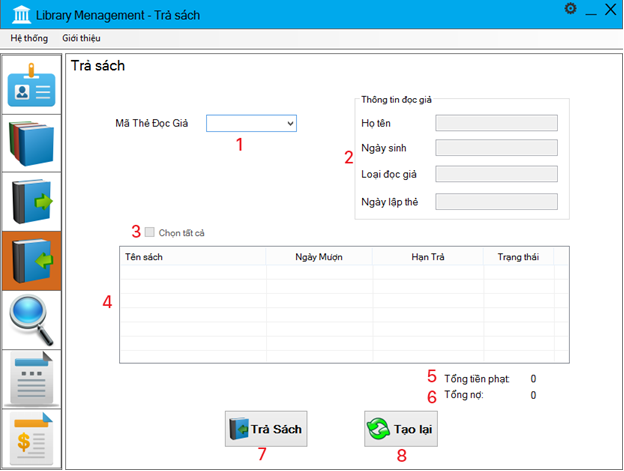 Library Menagement - Trả sách
Hệ thống Giới thiệu
Trả sách
Mã Thẻ Đọc Giả
1
Thông tin đọc giả
Họ tên
2
Ngày sinh
Loại đọc giả
Ngày lập thẻ
3 Chọn tất cả
Tên sách Ngày Mượn Hạn Trả Trạng thái
4
5 Tổng tiền phạt: 0
6 Tổng nợ: 0
Trả Sách Tạo lại
7 8